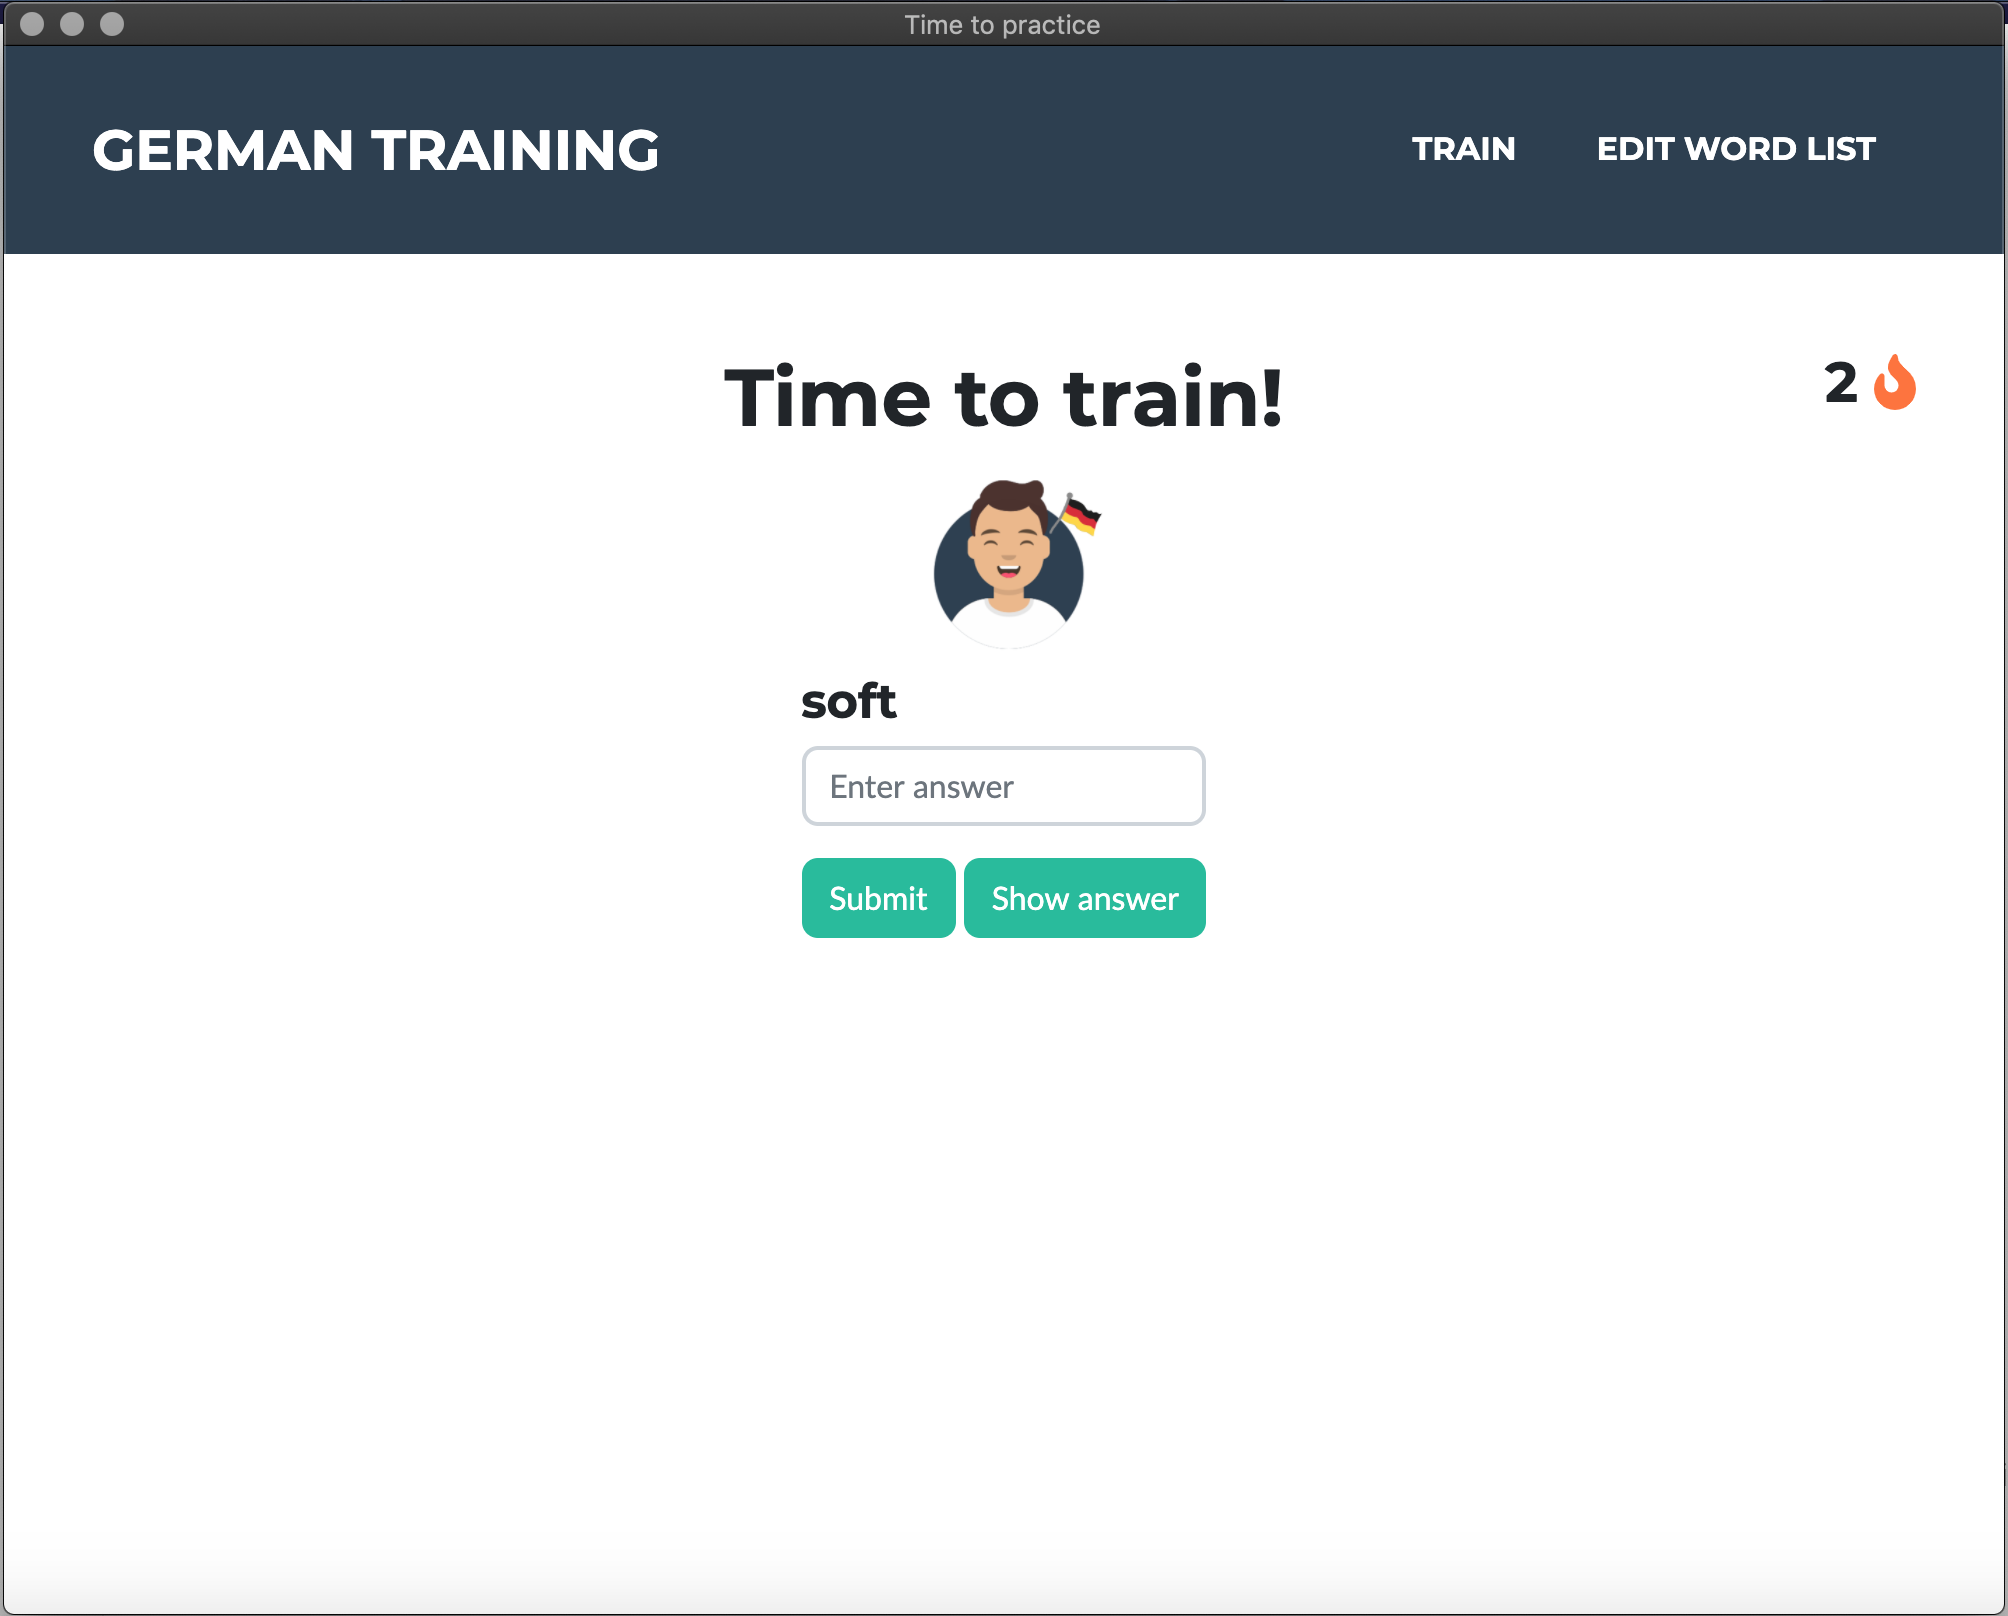 Time to practice
GERMAN TRAINING
TRAIN
EDIT WORD LIST
Time to train!
2
soft
Enter answer
Submit
Show answer